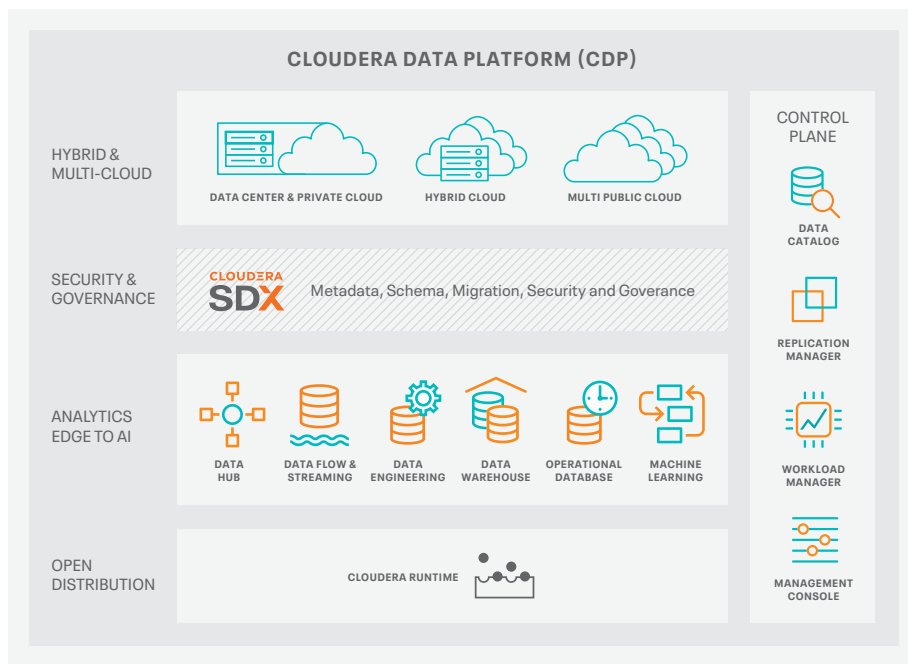 CLOUDERA DATA PLATFORM (CDP)
HYBRID &
MULTI-CLOUD
DATA CENTER & PRIVATE CLOUD
HYBRID CLOUD
MULTI PUBLIC CLOUD
SECURITY &
GOVERNANCE
CLOUDERA
SDX
Metadata, Schema, Migration, Security and Goverance
ANALYTICS
EDGE TO AI
DATA
HUB
DATA FLOW &
STREAMING
DATA
ENGINEERING
DATA
WAREHOUSE
OPERATIONAL
DATABASE
MACHINE
LEARNING
OPEN
DISTRIBUTION
CLOUDERA RUNTIME
CONTROL
PLANE
DATA
CATALOG
REPLICATION
MANAGER
WORKLOAD
MANAGER
MANAGEMENT
CONSOLE